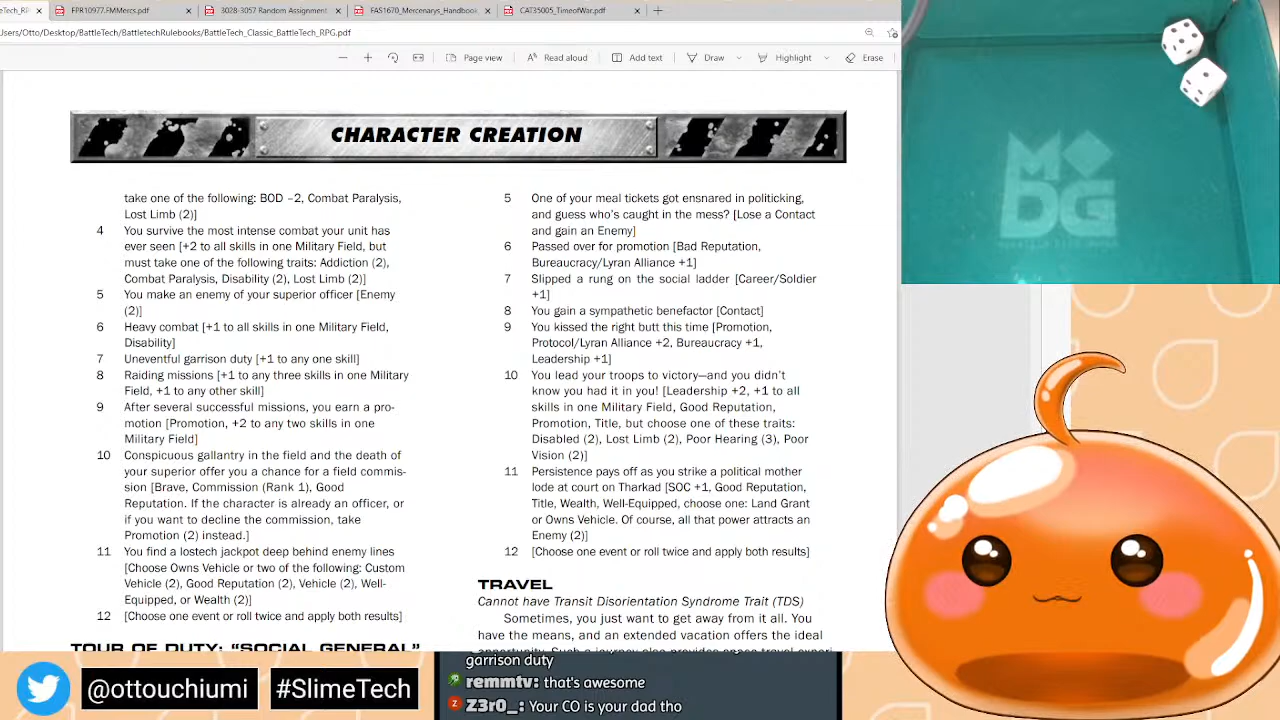 eTech_RP
FPR10977.FMMercs.pdf
3028-3057 Random Assignment
FAS1670_Mercenarys_Handbook_
CAT35005_TimeofWar.pdf
Users/Otto/Desktop/BattleTech/BattletechRulebooks/BattleTech_Classic_BattleTech_RPG.pdf
Page view
Read aloud
Add text
Draw
Highlight
Erase
CHARACTER CREATION
take one of the following: BOD –2, Combat Paralysis,
Lost Limb (2)]
4 You survive the most intense combat your unit has
ever seen [+2 to all skills in one Military Field, but
must take one of the following traits: Addiction (2),
Combat Paralysis, Disability (2), Lost Limb (2)]
5 You make an enemy of your superior officer [Enemy
(2)]
6 Heavy combat [+1 to all skills in one Military Field,
Disability]
7 Uneventful garrison duty [+1 to any one skill]
8 Raiding missions [+1 to any three skills in one Military
Field, +1 to any other skill]
9 After several successful missions, you earn a pro-
motion [Promotion, +2 to any two skills in one
Military Field]
10 Conspicuous gallantry in the field and the death of
your superior offer you a chance for a field commis-
sion [Brave, Commission (Rank 1), Good
Reputation. If the character is already an officer, or
if you want to decline the commission, take
Promotion (2) instead.]
11 You find a lostech jackpot deep behind enemy lines
[Choose Owns Vehicle or two of the following: Custom
Vehicle (2), Good Reputation (2), Vehicle (2), Well-
Equipped, or Wealth (2)]
12 [Choose one event or roll twice and apply both results]
TOUR OF DUTY: “SOCIAL GENERAL”
5 One of your meal tickets got ensnared in politicking,
and guess who's caught in the mess? [Lose a Contact
and gain an Enemy]
6 Passed over for promotion [Bad Reputation,
Bureaucracy/Lyran Alliance +1]
7 Slipped a rung on the social ladder [Career/Soldier
+1]
8 You gain a sympathetic benefactor [Contact]
9 You kissed the right butt this time [Promotion,
Protocol/Lyran Alliance +2, Bureaucracy +1,
Leadership +1]
10 You lead your troops to victory—and you didn't
know you had it in you! [Leadership +2, +1 to all
skills in one Military Field, Good Reputation,
Promotion, Title, but choose one of these traits:
Disabled (2), Lost Limb (2), Poor Hearing (3), Poor
Vision (2)]
11 Persistence pays off as you strike a political mother
lode at court on Tharkad [SOC +1, Good Reputation,
Title, Wealth, Well-Equipped, choose one: Land Grant
or Owns Vehicle. Of course, all that power attracts an
Enemy (2)]
12 [Choose one event or roll twice and apply both results]
TRAVEL
Cannot have Transit Disorientation Syndrome Trait (TDS)
Sometimes, you just want to get away from it all. You
have the means, and an extended vacation offers the ideal
MDG
@ottouchiumi
#SlimeTech
garrison duty
remmtv: that's awesome
Z3r0_: Your CO is your dad tho